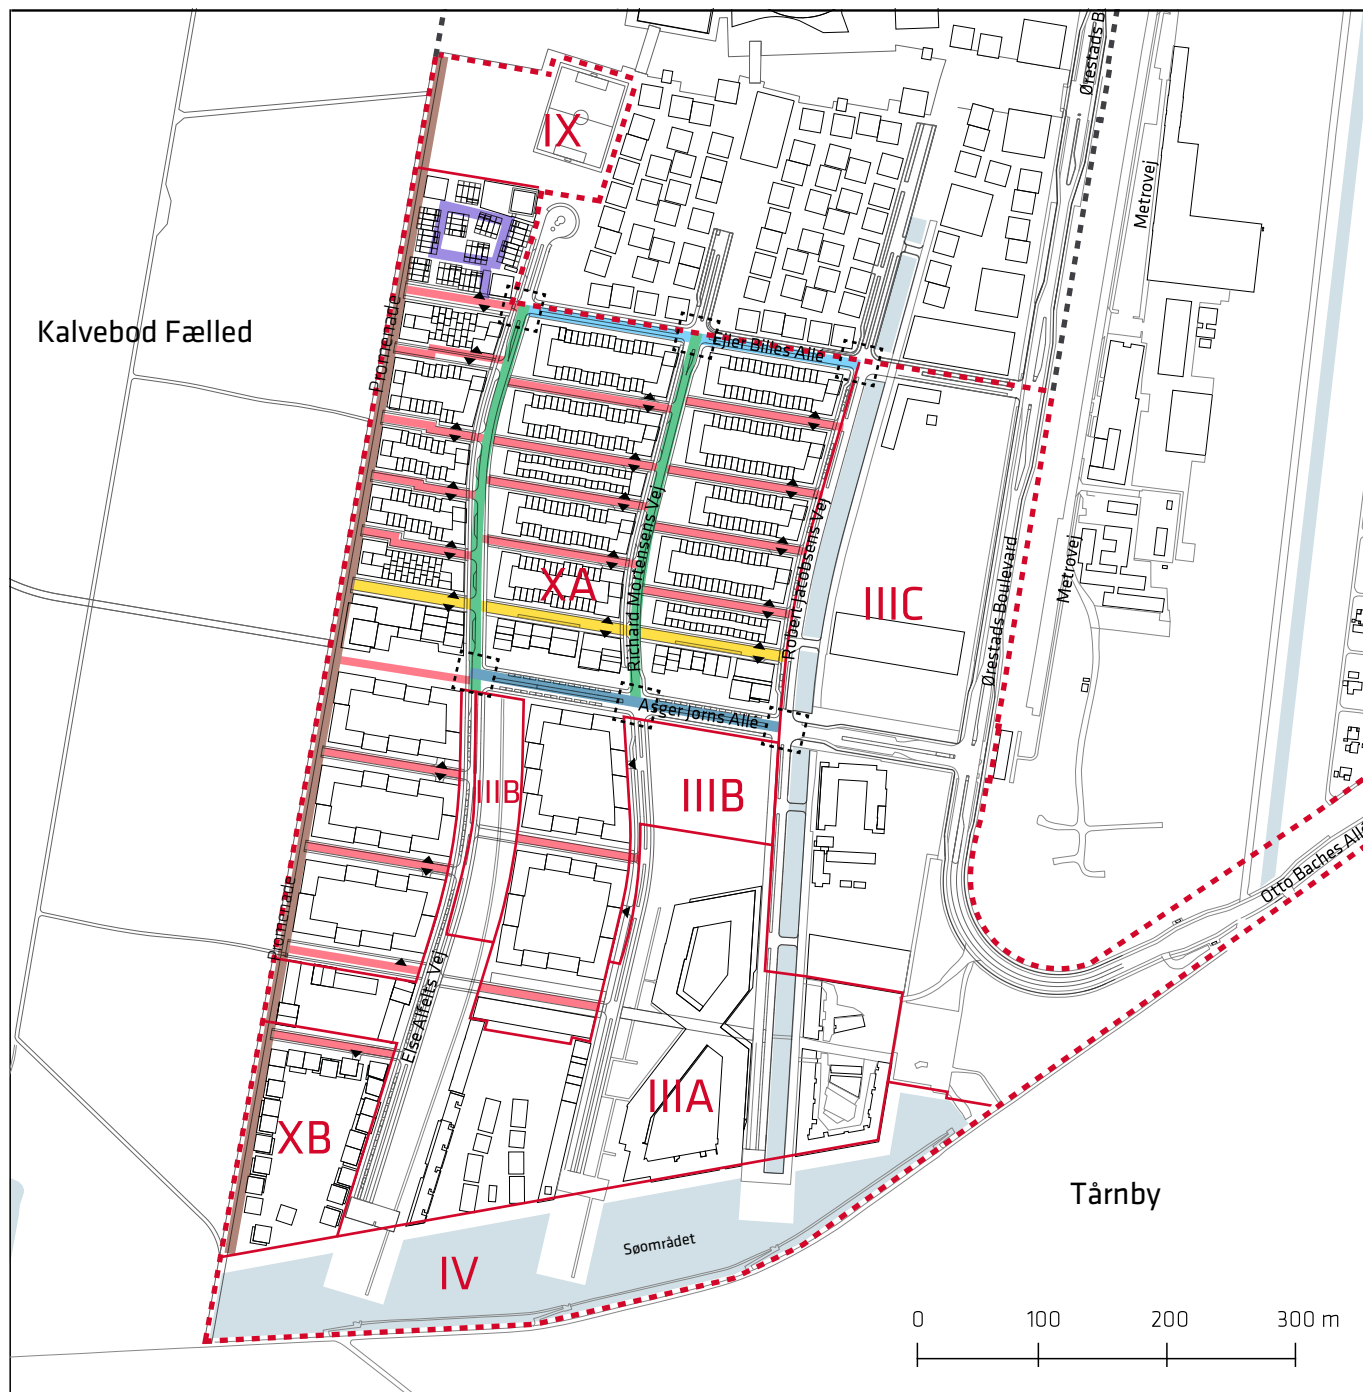 Ørestads B
IX
Metrovej
Kalvebod Fælled
Promenade
Ejler Billes Allé
Richard Mortensens Vej
Robert Jacobsens Vej
XA
IIIC
Ørestads Boulevard
Metrovej
Asger Jorns Allé
IIIB
IIIB
Otto Baches Allé
Promenade
Else Alfelts Vej
IIIA
XB
Tårnby
Søområdet
IV
0 100 200 300 m